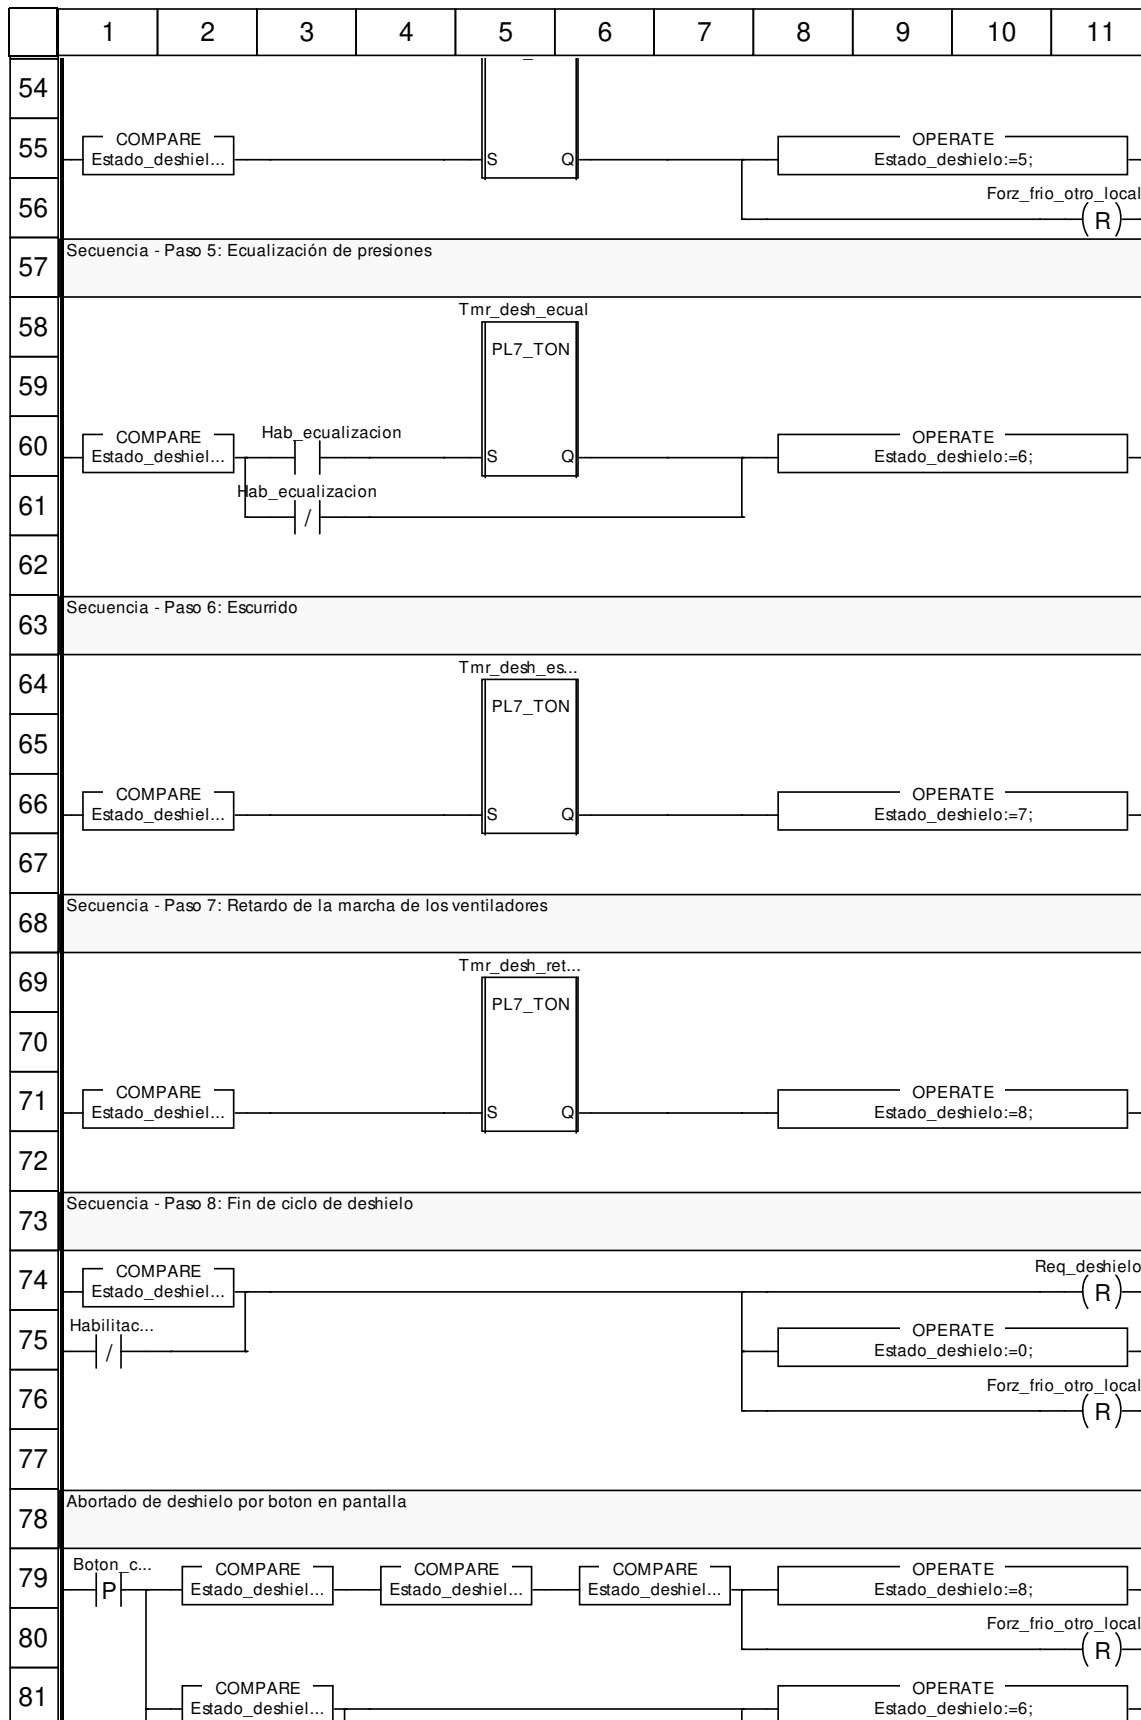 1 2 3 4 5 6 7 8 9 10 11
54
COMPARE OPERATE
55 Estado_deshiel... S Q Estado_deshielo:=5;
Forz_frio_otro_local
56 R
57 Secuencia - Paso 5: Ecualización de presiones
Tmr_desh_ecual
58
PL7_TON
59
Hab_ecualizacion
COMPARE OPERATE
60 Estado_deshiel... S Q Estado_deshielo:=6;
Hab_ecualizacion
61 /
62
63 Secuencia - Paso 6: Escurrido
Tmr_desh_es...
64
PL7_TON
65
COMPARE OPERATE
66 Estado_deshiel... S Q Estado_deshielo:=7;
67
68 Secuencia - Paso 7: Retardo de la marcha de los ventiladores
Tmr_desh_ret...
69
PL7_TON
70
COMPARE OPERATE
71 Estado_deshiel... S Q Estado_deshielo:=8;
72
73 Secuencia - Paso 8: Fin de ciclo de deshielo
COMPARE Req_deshielo
74 Estado_deshiel... R
Habilitac... OPERATE
75 / Estado_deshielo:=0;
Forz_frio_otro_local
76 R
77
78 Abortado de deshielo por boton en pantalla
Boton_c... COMPARE COMPARE COMPARE OPERATE
79 P Estado_deshiel... Estado_deshiel... Estado_deshiel... Estado_deshielo:=8;
Forz_frio_otro_local
80 R
COMPARE OPERATE
81 Estado_deshiel... Estado_deshielo:=6;